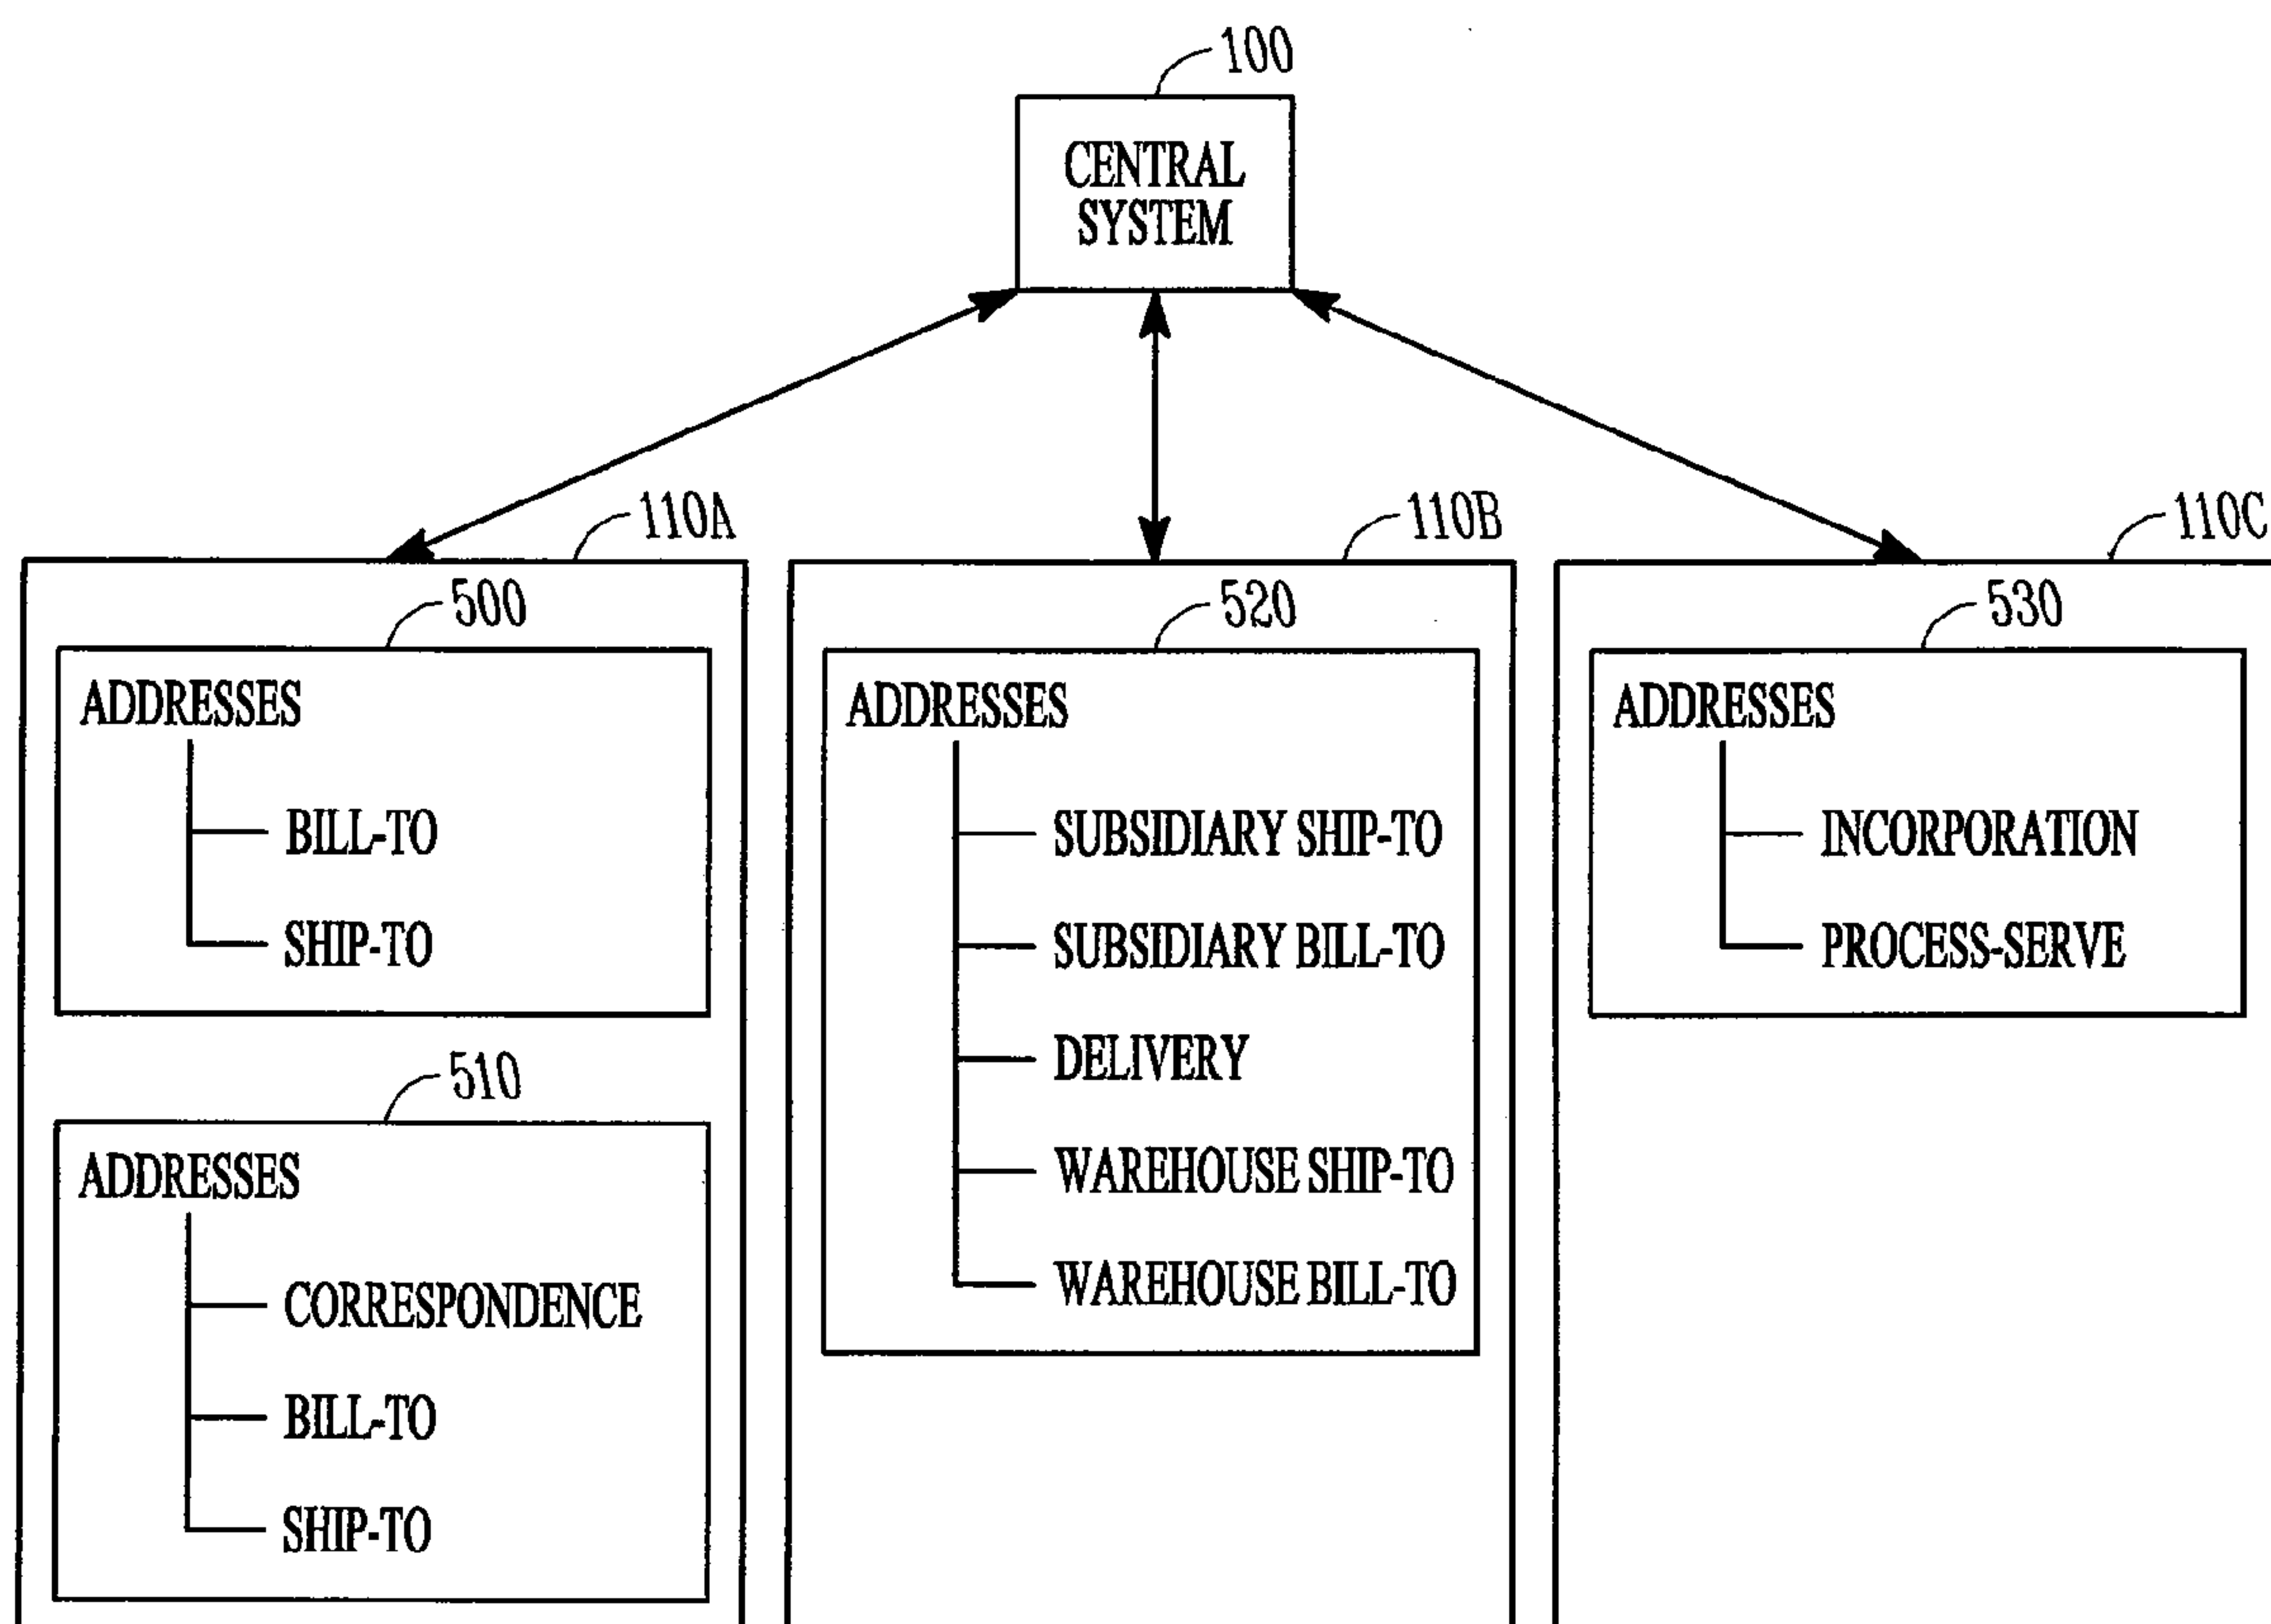 100
CENTRAL
SYSTEM
110A
110B
110C
500
ADDRESSES
BILL-TO
SHIP-TO
510
ADDRESSES
CORRESPONDENCE
BILL-TO
SHIP-TO
520
ADDRESSES
SUBSIDIARY SHIP-TO
SUBSIDIARY BILL-TO
DELIVERY
WAREHOUSE SHIP-TO
WAREHOUSE BILL-TO
530
ADDRESSES
INCORPORATION
PROCESS-SERVE